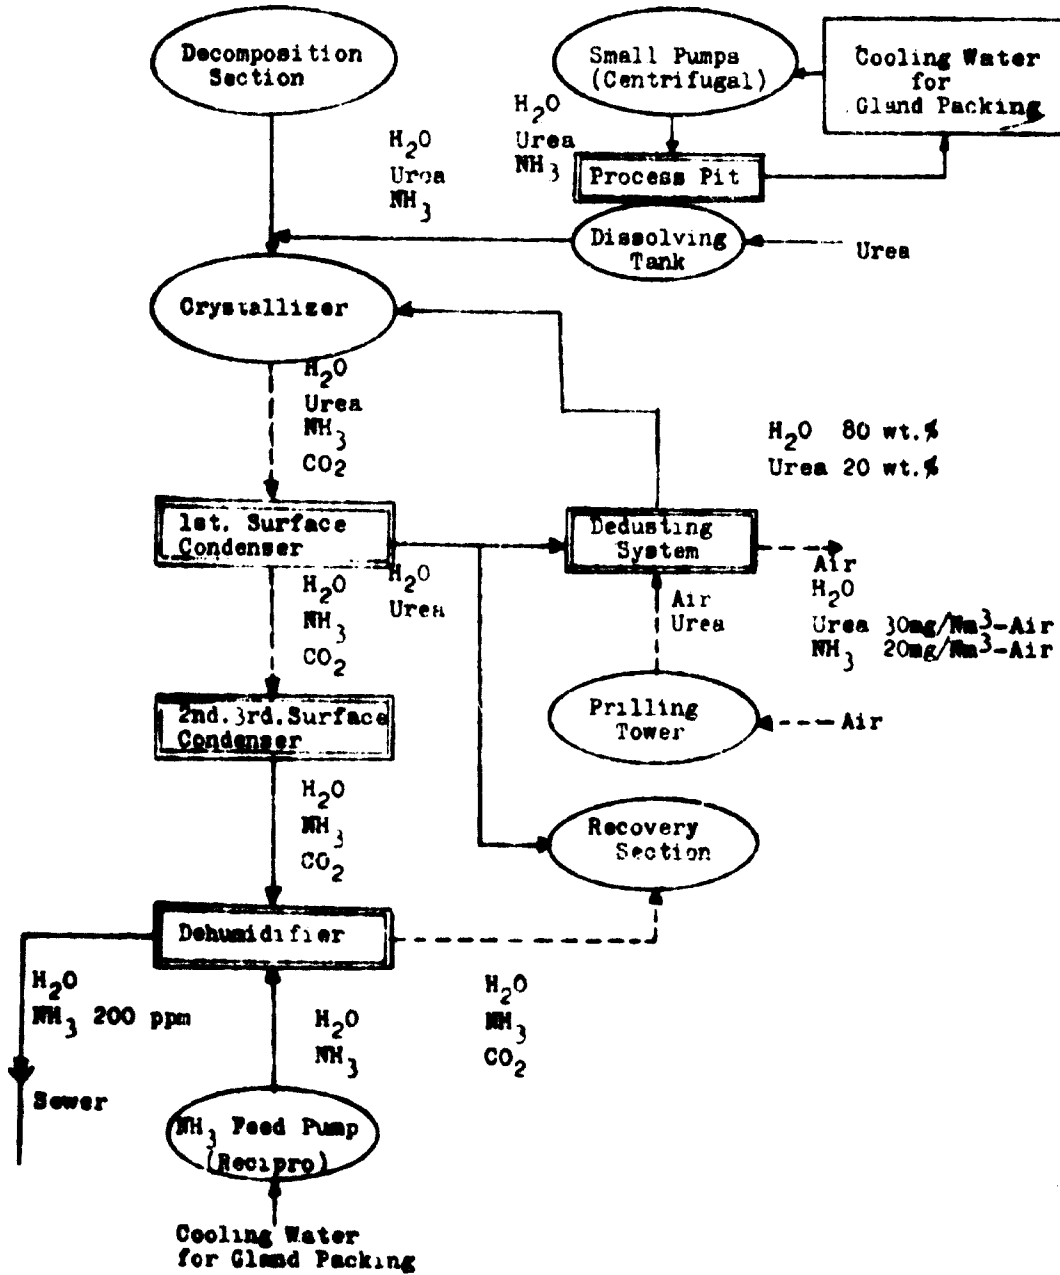 Decomposition
Section
Small Pumps
(Centrifugal)
Cooling Water
for
Gland Packing
H2O
Urea
NH3
H2O
Urea
NH3
Process Pit
Dissolving
Tank
Urea
Crystallizer
H2O
Urea
NH3
CO2
H2O 80 wt.%
Urea 20 wt.%
1st. Surface
Condenser
Dedusting
System
H2O
Urea
Air
H2O
Urea 30mg/Nm3-Air
NH3 20mg/Nm3-Air
H2O
NH3
CO2
Air
Urea
2nd.3rd.Surface
Condenser
Prilling
Tower
Air
H2O
NH3
CO2
Recovery
Section
Dehumidifier
H2O
NH3 200 ppm
H2O
NH3
H2O
NH3
CO2
Sewer
NH3 Feed Pump
(Recipro)
Cooling Water
for Gland Packing